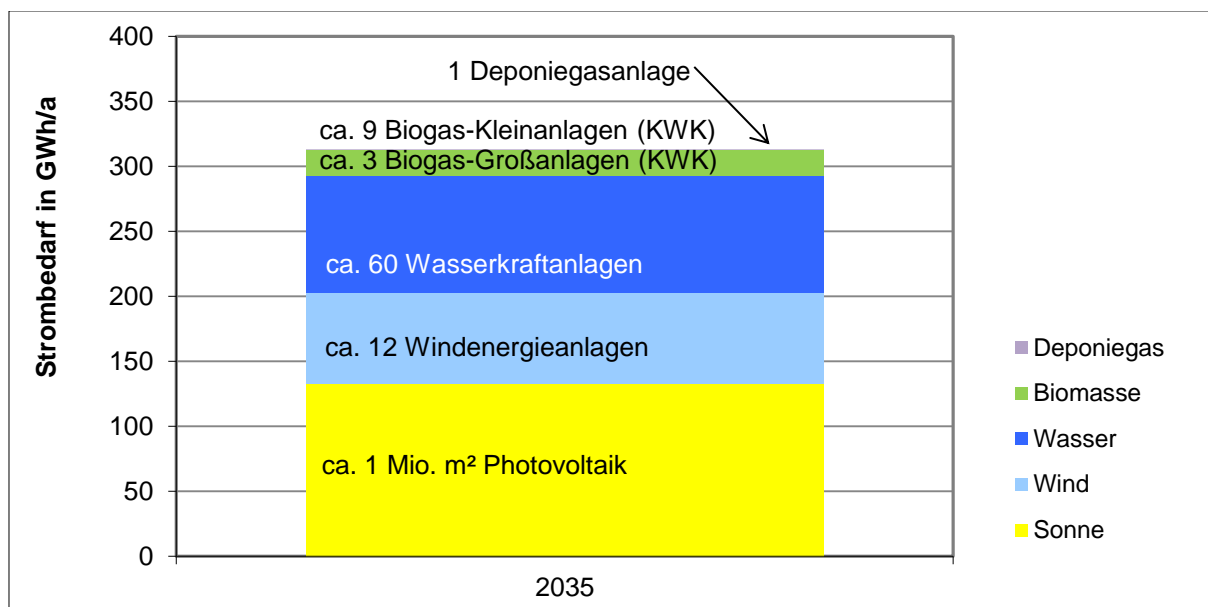 Strombedarf in GWh/a
400
350
300
250
200
150
100
50
0
1 Deponiegasanlage
ca. 9 Biogas-Kleinanlagen (KWK)
ca. 3 Biogas-Großanlagen (KWK)
ca. 60 Wasserkraftanlagen
ca. 12 Windenergieanlagen
ca. 1 Mio. m² Photovoltaik
2035
Deponiegas
Biomasse
Wasser
Wind
Sonne